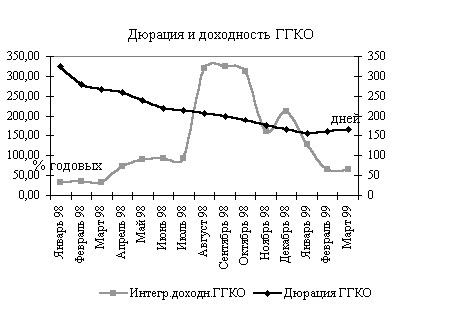 Дюрация и доходность ГГКО
350,00
300,00
250,00
200,00
150,00
100,00
50,00
0,00
% годовых
350
300
250
200
150
100
50
0
дней
Январь 98
Февраль 98
Март 98
Апрель 98
Май 98
Июнь 98
Июль 98
Август 98
Сентябрь 98
Октябрь 98
Ноябрь 98
Декабрь 98
Январь 99
Февраль 99
Март 99
Интегр.доходн.ГГКО
Дюрация ГГКО